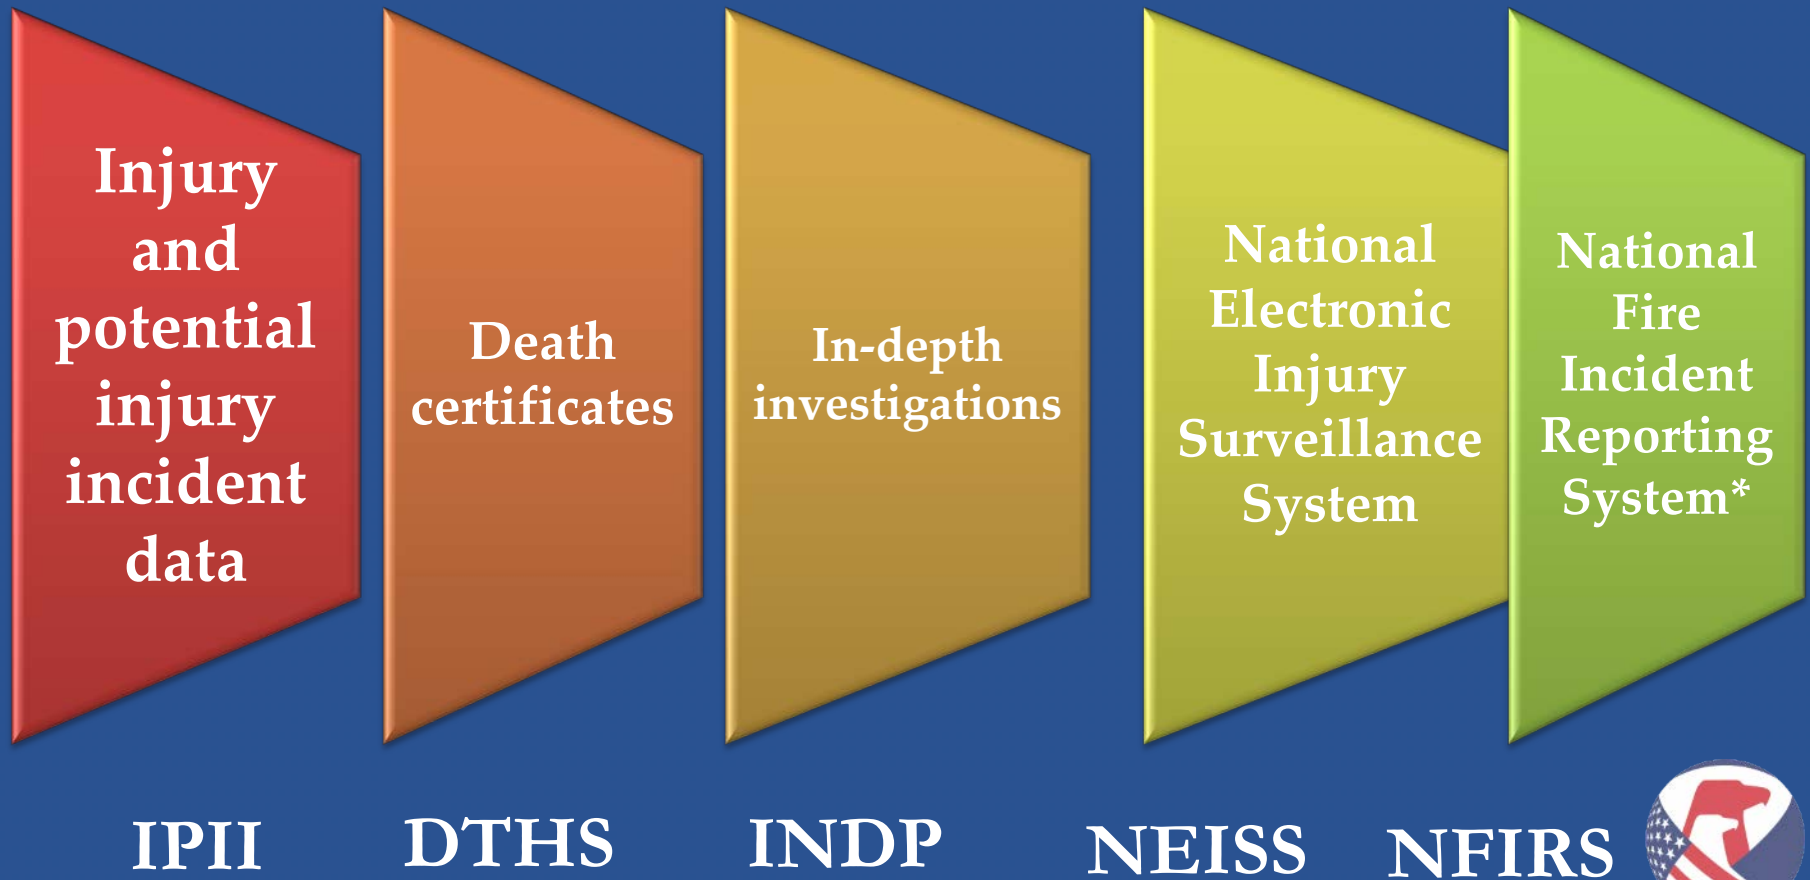 Injury
and
potential
injury
incident
data
Death
certificates
In-depth
investigations
National
Electronic
Injury
Surveillance
System
National
Fire
Incident
Reporting
System*
IPII
DTHS
INDP
NEISS
NFIRS